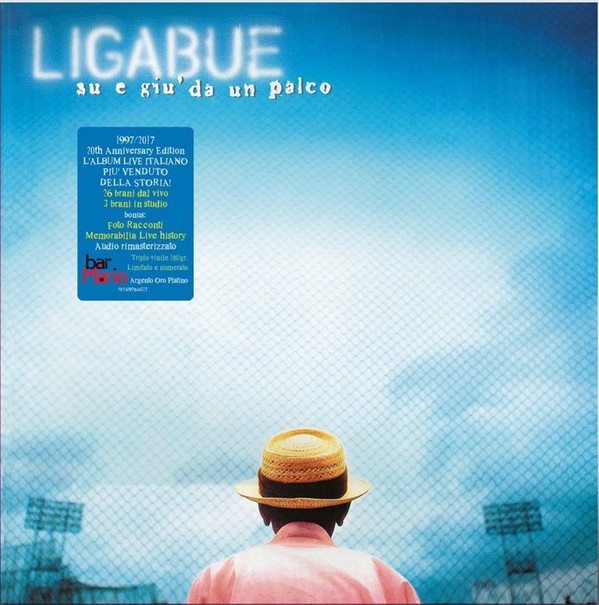 LIGABUE
su e giu' da un palco
1997/2017
20th Anniversary Edition
L'ALBUM LIVE ITALIANO
PIU' VENDUTO
DELLA STORIA!
26 brani dal vivo
3 brani in studio
bonus:
Foto Racconti
Memorabilia Live history
Audio rimasterizzato
bar.
Mario
Triplo vinile 180gr.
Limitato e numerato
Argento Oro Platino